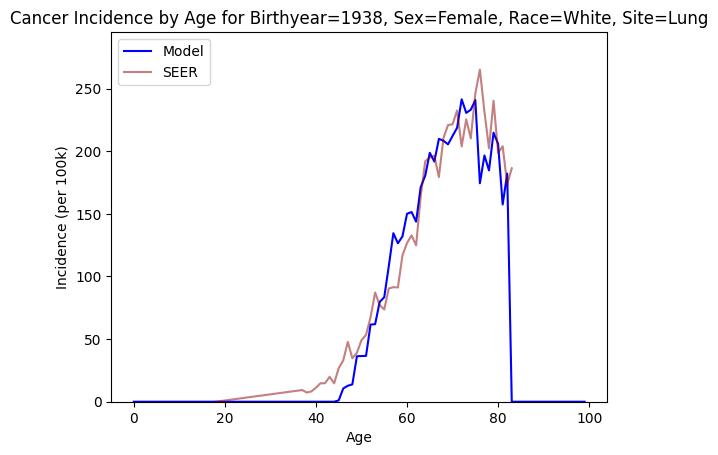 Cancer Incidence by Age for Birthyear=1938, Sex=Female, Race=White, Site=Lung
Model
SEER
Incidence (per 100k)
250
200
150
100
50
0
0 20 40 60 80 100
Age